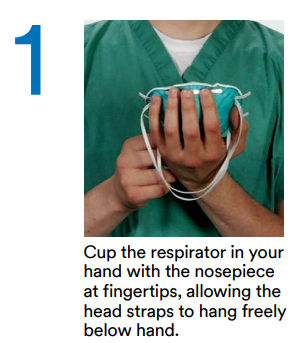 1
Cup the respirator in your
hand with the nosepiece
at fingertips, allowing the
head straps to hang freely
below hand.